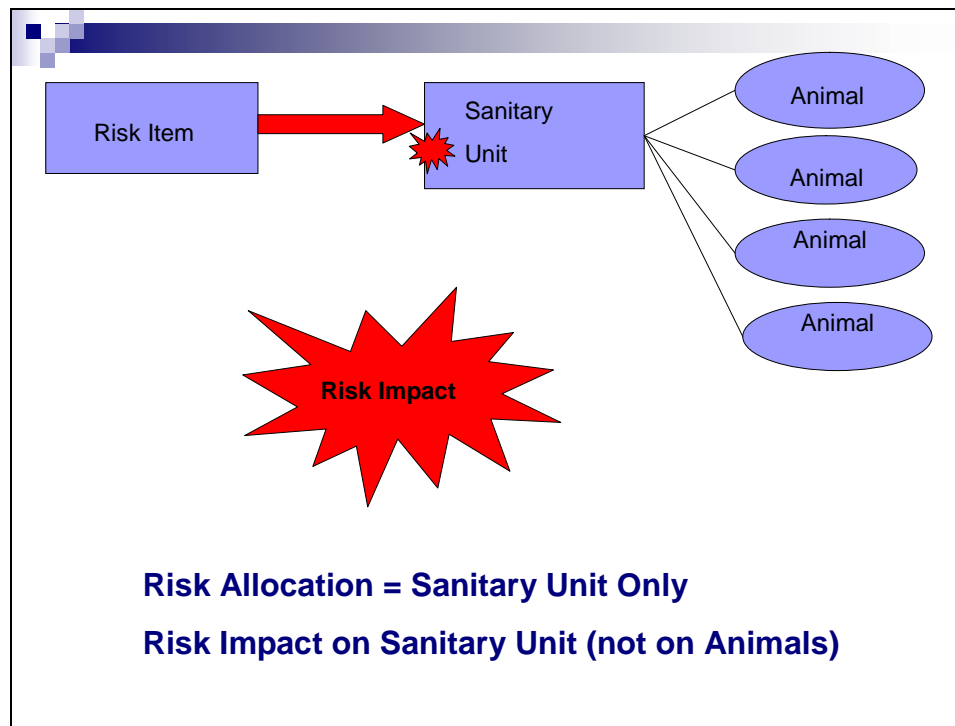 Risk Item
Sanitary
Unit
Animal
Animal
Animal
Animal
Risk Impact
Risk Allocation = Sanitary Unit Only
Risk Impact on Sanitary Unit (not on Animals)